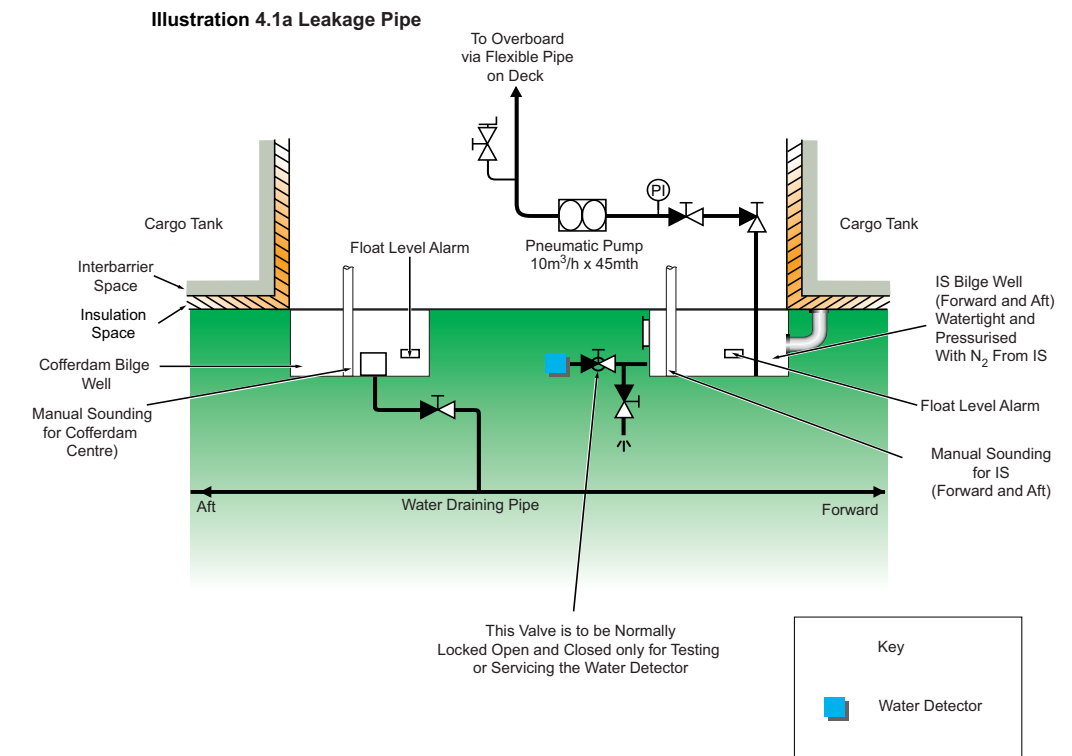 Illustration 4.1a Leakage Pipe
To Overboard
via Flexible Pipe
on Deck
PI
Cargo Tank
Cargo Tank
Float Level Alarm
Pneumatic Pump
10m³/h x 45mth
Interbarrier
Space
Insulation
Space
IS Bilge Well
(Forward and Aft)
Watertight and
Pressurised
With N₂ From IS
Cofferdam Bilge
Well
Manual Sounding
for Cofferdam
Centre)
Float Level Alarm
Manual Sounding
for IS
(Forward and Aft)
Aft
Water Draining Pipe
Forward
This Valve is to be Normally
Locked Open and Closed only for Testing
or Servicing the Water Detector
Key
Water Detector